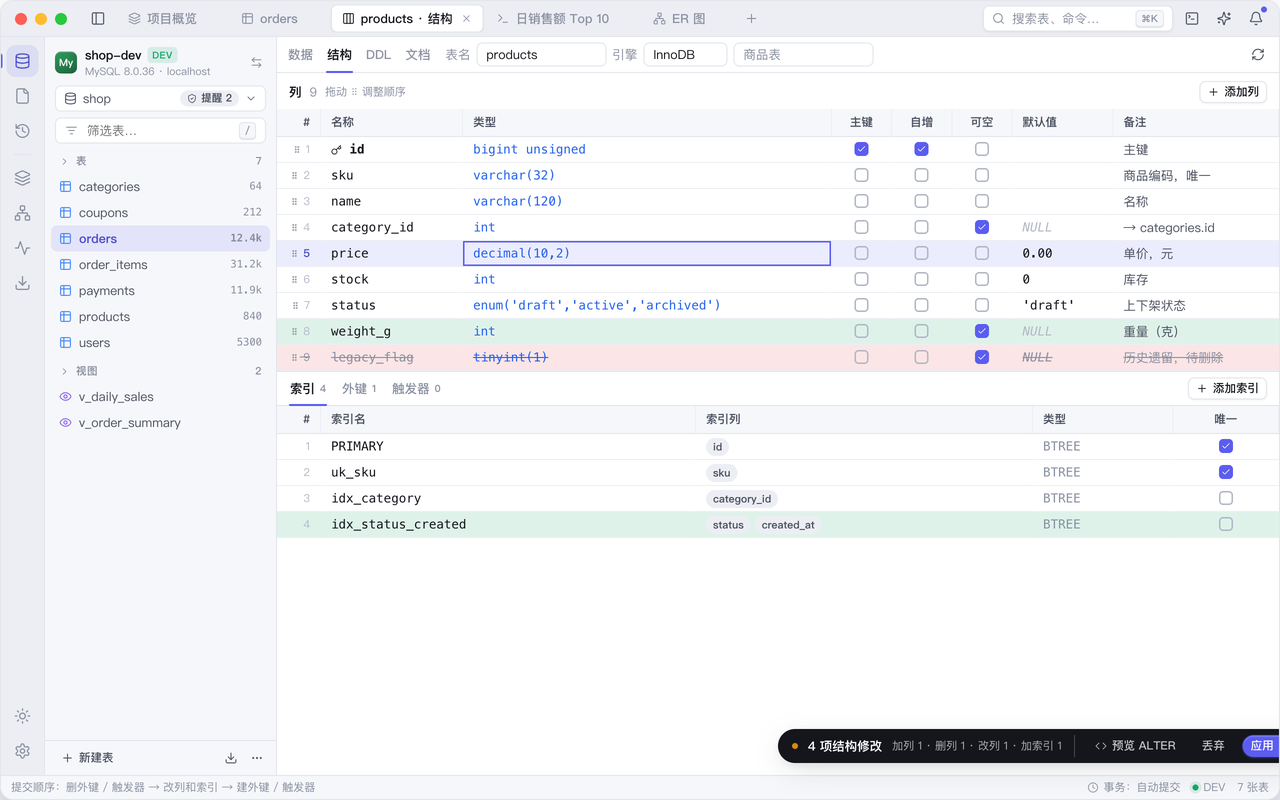 项目概览 orders products · 结构 × 日销售额 Top 10 ER 图 + 搜索表、命令… ⌘K
My shop-dev DEV
MySQL 8.0.36 · localhost
shop 提醒 2
筛选表… /
表 7
categories 64
coupons 212
orders 12.4k
order_items 31.2k
payments 11.9k
products 840
users 5300
视图 2
v_daily_sales
v_order_summary
+ 新建表 ···
数据 结构 DDL 文档 表名 products 引擎 InnoDB 商品表
列 9 拖动 ⠿ 调整顺序 + 添加列
# 名称 类型 主键 自增 可空 默认值 备注
1 id bigint unsigned 主键
2 sku varchar(32) 商品编码，唯一
3 name varchar(120) 名称
4 category_id int NULL → categories.id
5 price decimal(10,2) 0.00 单价，元
6 stock int 0 库存
7 status enum('draft','active','archived') 'draft' 上下架状态
8 weight_g int NULL 重量（克）
9 legacy_flag tinyint(1) NULL 历史遗留，待删除
索引 4 外键 1 触发器 0 + 添加索引
# 索引名 索引列 类型 唯一
1 PRIMARY id BTREE
2 uk_sku sku BTREE
3 idx_category category_id BTREE
4 idx_status_created status created_at BTREE
4 项结构修改 加列 1 · 删列 1 · 改列 1 · 加索引 1 <> 预览 ALTER 丢弃 应用
提交顺序：删外键 / 触发器 → 改列和索引 → 建外键 / 触发器 事务：自动提交 DEV 7 张表